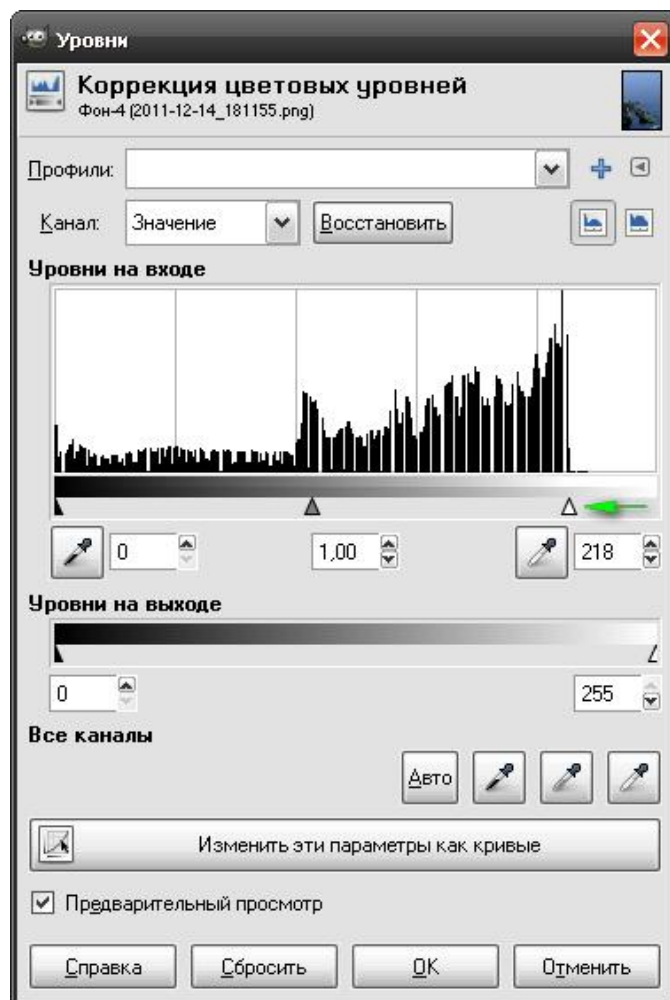 Уровни
Коррекция цветовых уровней
Фон-4 (2011-12-14_181155.png)
Профили:
Канал: Значение Восстановить
Уровни на входе
0 1,00 218
Уровни на выходе
0 255
Все каналы
Авто
Изменить эти параметры как кривые
Предварительный просмотр
Справка Сбросить OK Отменить